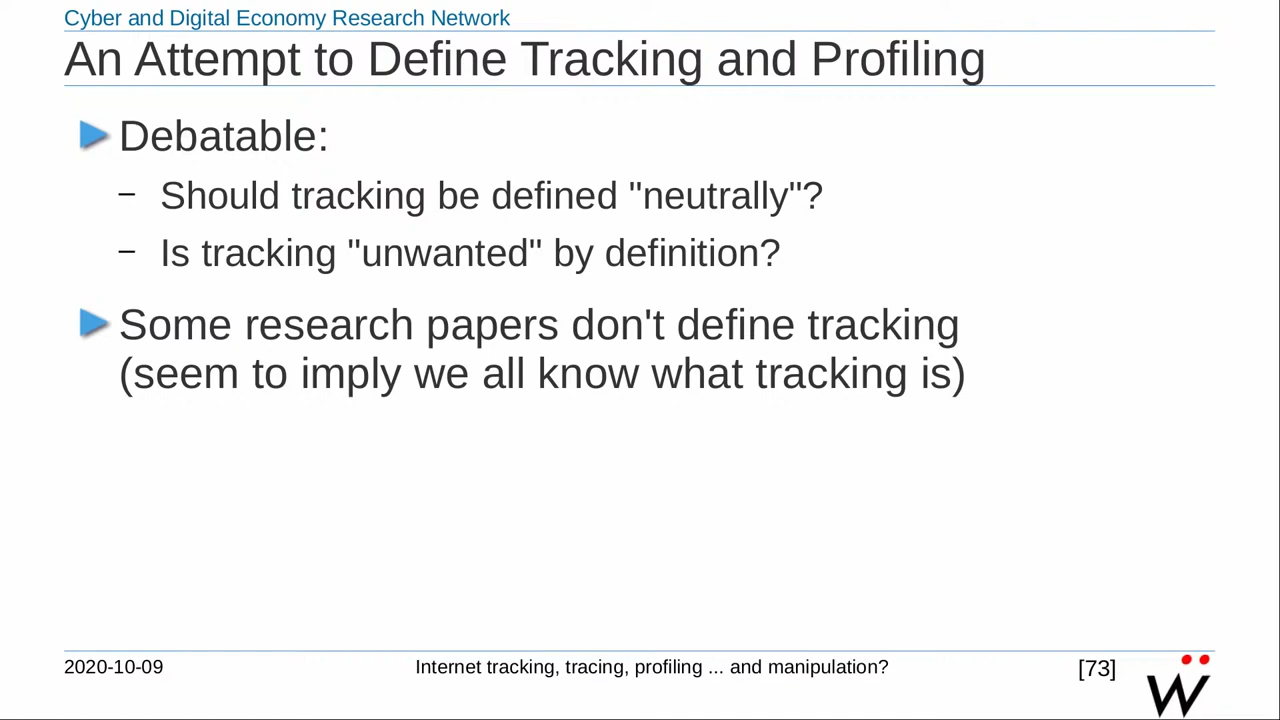 Cyber and Digital Economy Research Network
An Attempt to Define Tracking and Profiling
Debatable:
– Should tracking be defined "neutrally"?
– Is tracking "unwanted" by definition?
Some research papers don't define tracking
(seem to imply we all know what tracking is)
2020-10-09 Internet tracking, tracing, profiling ... and manipulation? [73]
Ẅ